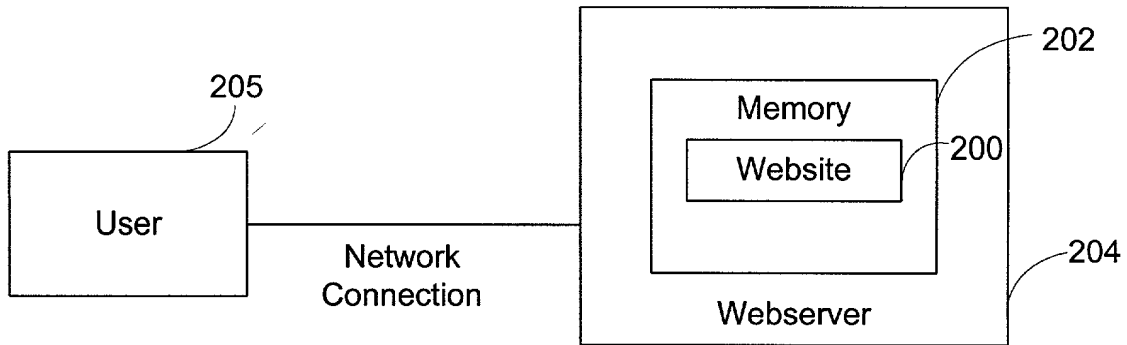 202
205
Memory
200
Website
User
Network
Connection
204
Webserver